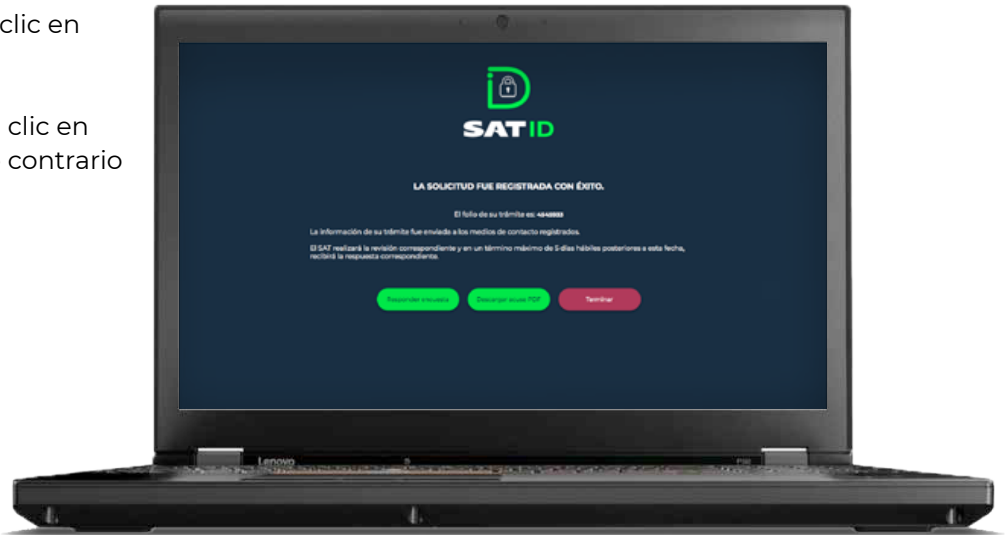 clic en
clic en
contrario
SAT ID
LA SOLICITUD FUE REGISTRADA CON ÉXITO.
El folio de su trámite es:
La información de su trámite fue enviada a los medios de contacto registrados.
El SAT realizará la revisión correspondiente y en un término máximo de 5 días hábiles posteriores a esta fecha,
recibirá la respuesta correspondiente.
Responder encuesta Descargar acuse PDF Terminar
Lenovo